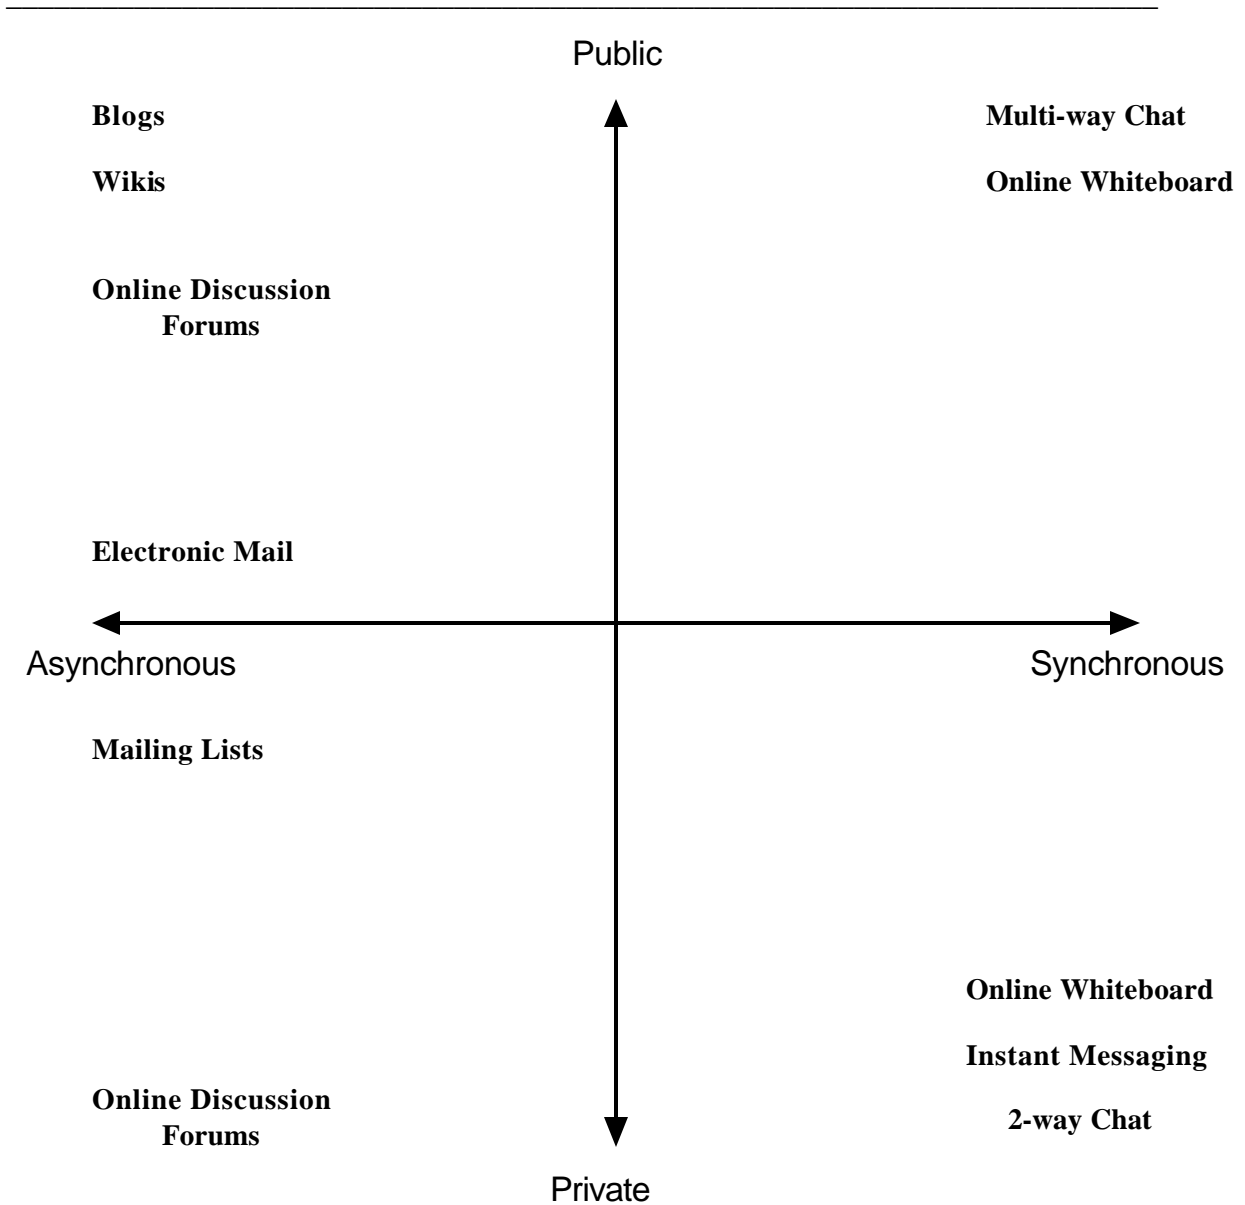 Public
Blogs
Multi-way Chat
Wikis
Online Whiteboard
Online Discussion
Forums
Electronic Mail
Asynchronous
Synchronous
Mailing Lists
Online Whiteboard
Instant Messaging
Online Discussion
Forums
2-way Chat
Private